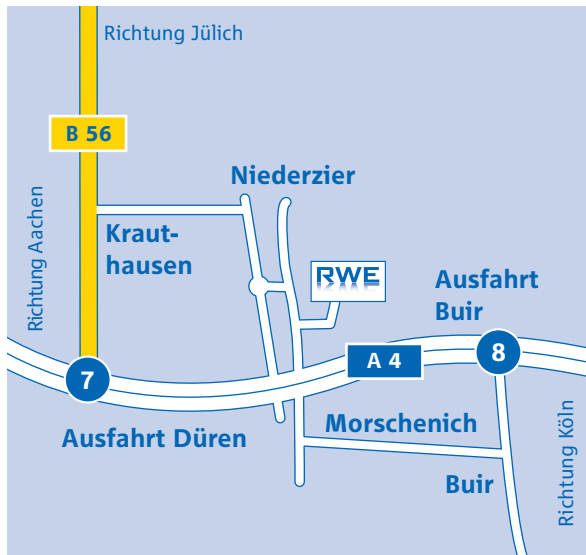 Richtung Jülich
B 56
Niederzier
Richtung Aachen
Kraut-
hausen
RWE
Ausfahrt
Buir
7
A 4
8
Ausfahrt Düren
Morschenich
Buir
Richtung Köln